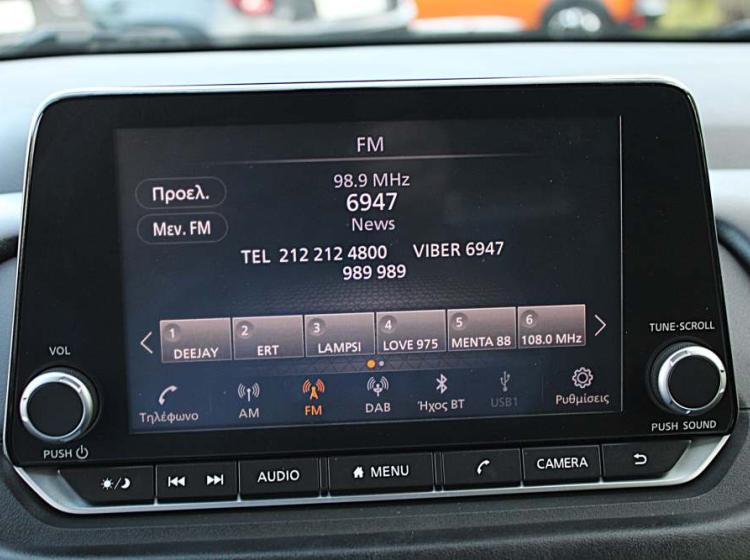 FM
98.9 MHz
Προελ.
6947
Μεν. FM
News
TEL 212 212 4800 VIBER 6947
989 989
1 DEEJAY
2 ERT
3 LAMPSI
4 LOVE 975
5 MENTA 88
6 108.0 MHz
Τηλέφωνο
AM
FM
DAB
Ήχος BT
USB1
Ρυθμίσεις
VOL
PUSH
TUNE·SCROLL
PUSH SOUND
AUDIO
MENU
CAMERA